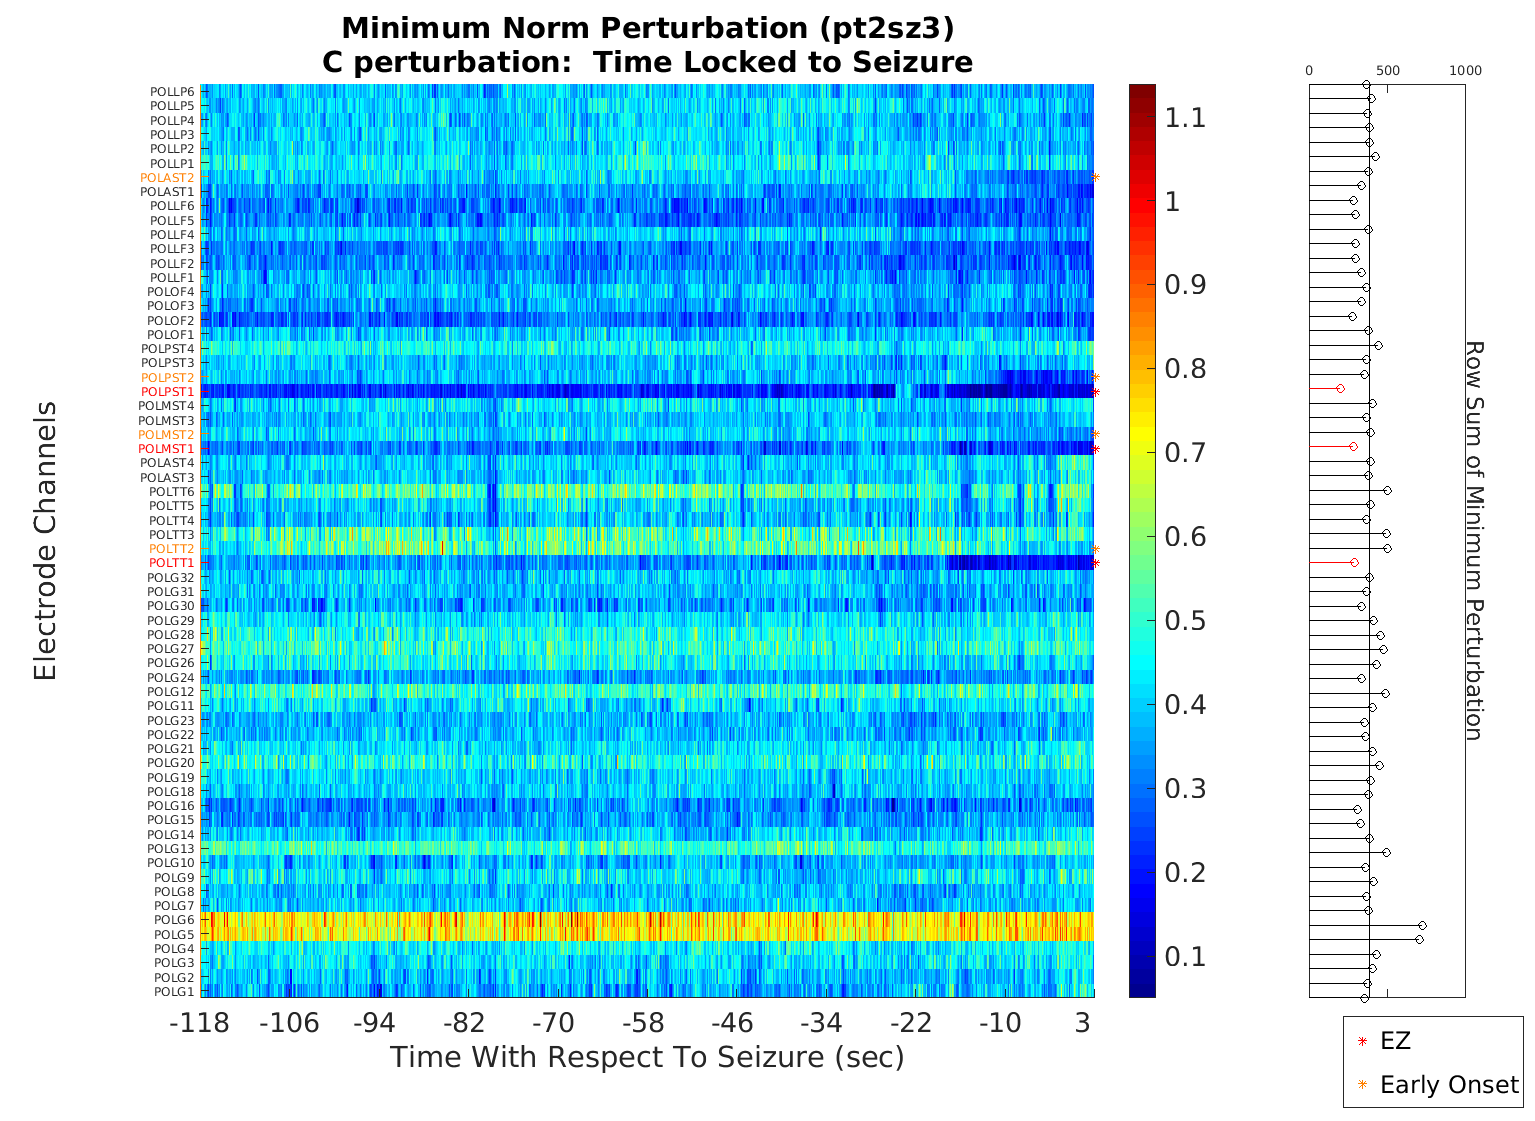 Minimum Norm Perturbation (pt2sz3)
C perturbation:  Time Locked to Seizure
Electrode Channels
POLLP6
POLLP5
POLLP4
POLLP3
POLLP2
POLLP1
POLAST2
POLAST1
POLLF6
POLLF5
POLLF4
POLLF3
POLLF2
POLLF1
POLOF4
POLOF3
POLOF2
POLOF1
POLPST4
POLPST3
POLPST2
POLPST1
POLMST4
POLMST3
POLMST2
POLMST1
POLAST4
POLAST3
POLTT6
POLTT5
POLTT4
POLTT3
POLTT2
POLTT1
POLG32
POLG31
POLG30
POLG29
POLG28
POLG27
POLG26
POLG24
POLG12
POLG11
POLG23
POLG22
POLG21
POLG20
POLG19
POLG18
POLG16
POLG15
POLG14
POLG13
POLG10
POLG9
POLG8
POLG7
POLG6
POLG5
POLG4
POLG3
POLG2
POLG1
-118 -106 -94 -82 -70 -58 -46 -34 -22 -10 3
Time With Respect To Seizure (sec)
1.1
1
0.9
0.8
0.7
0.6
0.5
0.4
0.3
0.2
0.1
0 500 1000
Row Sum of Minimum Perturbation
EZ
Early Onset